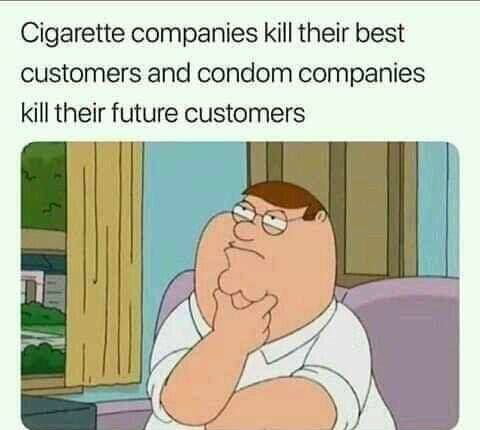 Cigarette companies kill their best
customers and condom companies
kill their future customers